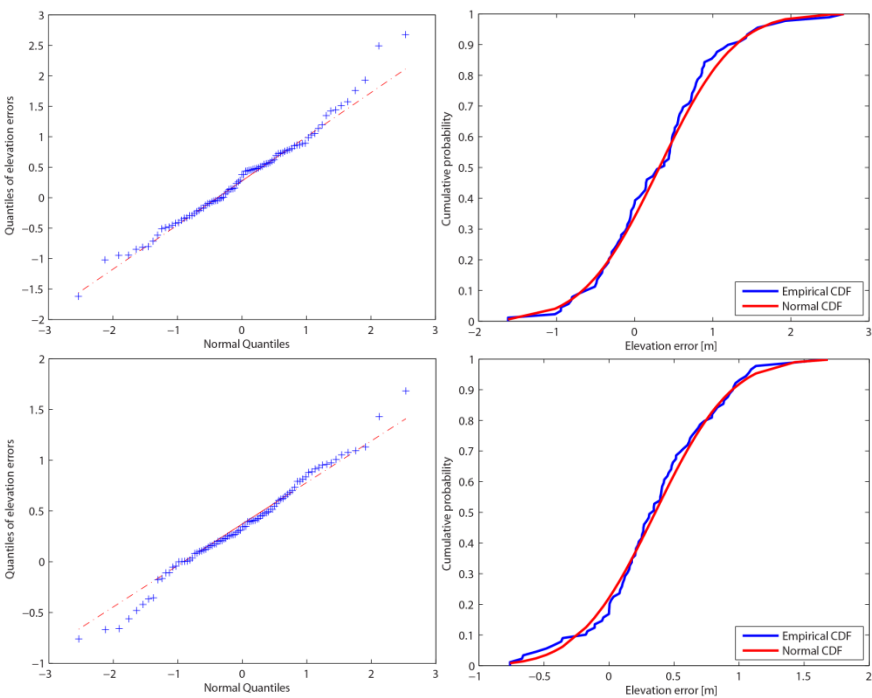 3
2.5
2
1.5
1
0.5
0
−0.5
−1
−1.5
−2
−3 −2 −1 0 1 2 3
Quantiles of elevation errors
Normal Quantiles
1
0.9
0.8
0.7
0.6
0.5
0.4
0.3
0.2
0.1
0
−2 −1 0 1 2 3
Cumulative probability
Elevation error [m]
Empirical CDF
Normal CDF
2
1.5
1
0.5
0
−0.5
−1
−3 −2 −1 0 1 2 3
Quantiles of elevation errors
Normal Quantiles
1
0.9
0.8
0.7
0.6
0.5
0.4
0.3
0.2
0.1
0
−1 −0.5 0 0.5 1 1.5 2
Cumulative probability
Elevation error [m]
Empirical CDF
Normal CDF